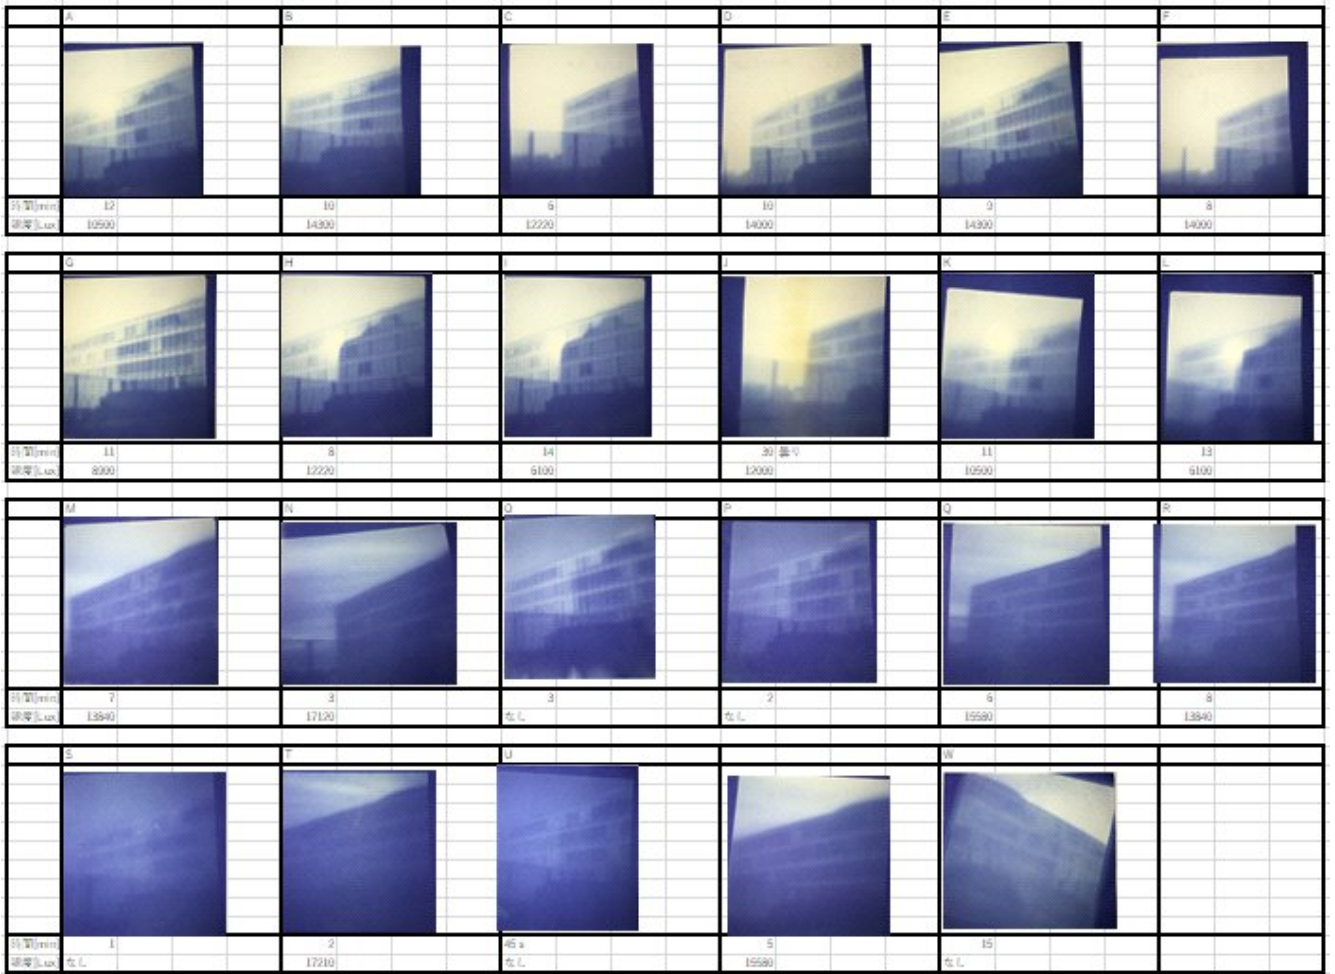 A B C D E F
時間[min] 12 10 6 10 9 8
照度[Lux] 10500 14300 12220 14000 14300 14000
G H I J K L
時間[min] 11 8 14 30 曇り 11 13
照度[Lux] 8900 12220 6100 12000 10500 6100
M N O P Q R
時間[min] 7 3 3 2 6 8
照度[Lux] 13840 17120 なし なし 15580 13840
S T U W
時間[min] 1 2 45 s 5 15
照度[Lux] なし 17210 なし 15580 なし